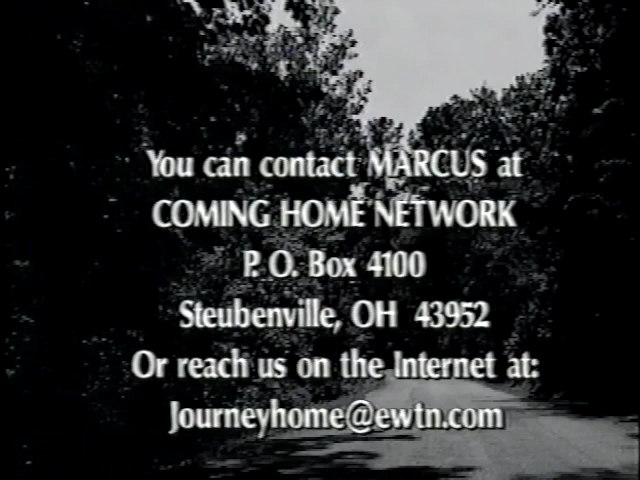 You can contact MARCUS at
COMING HOME NETWORK
P. O. Box 4100
Steubenville, OH 43952
Or reach us on the Internet at:
Journeyhome@ewtn.com